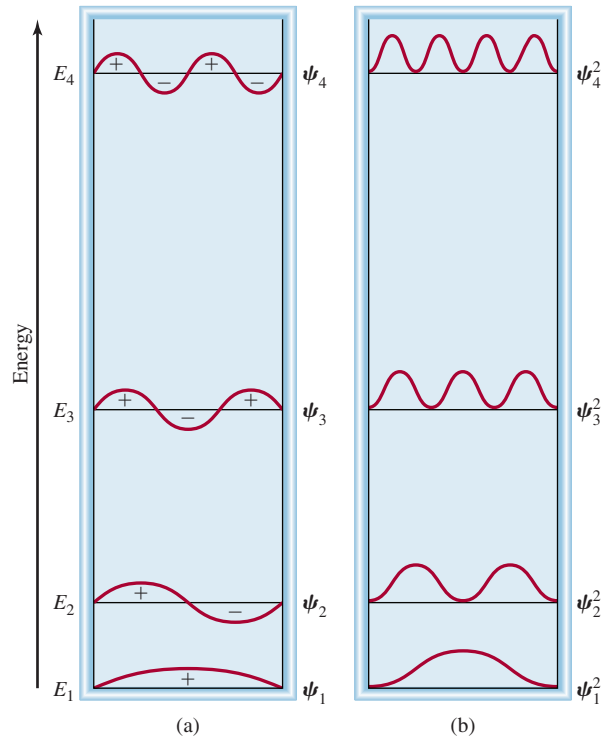 E₄ + − + − ψ₄ ψ₄²
Energy
E₃ + − + ψ₃ ψ₃²
E₂ + − ψ₂ ψ₂²
E₁ + ψ₁ ψ₁²
(a) (b)